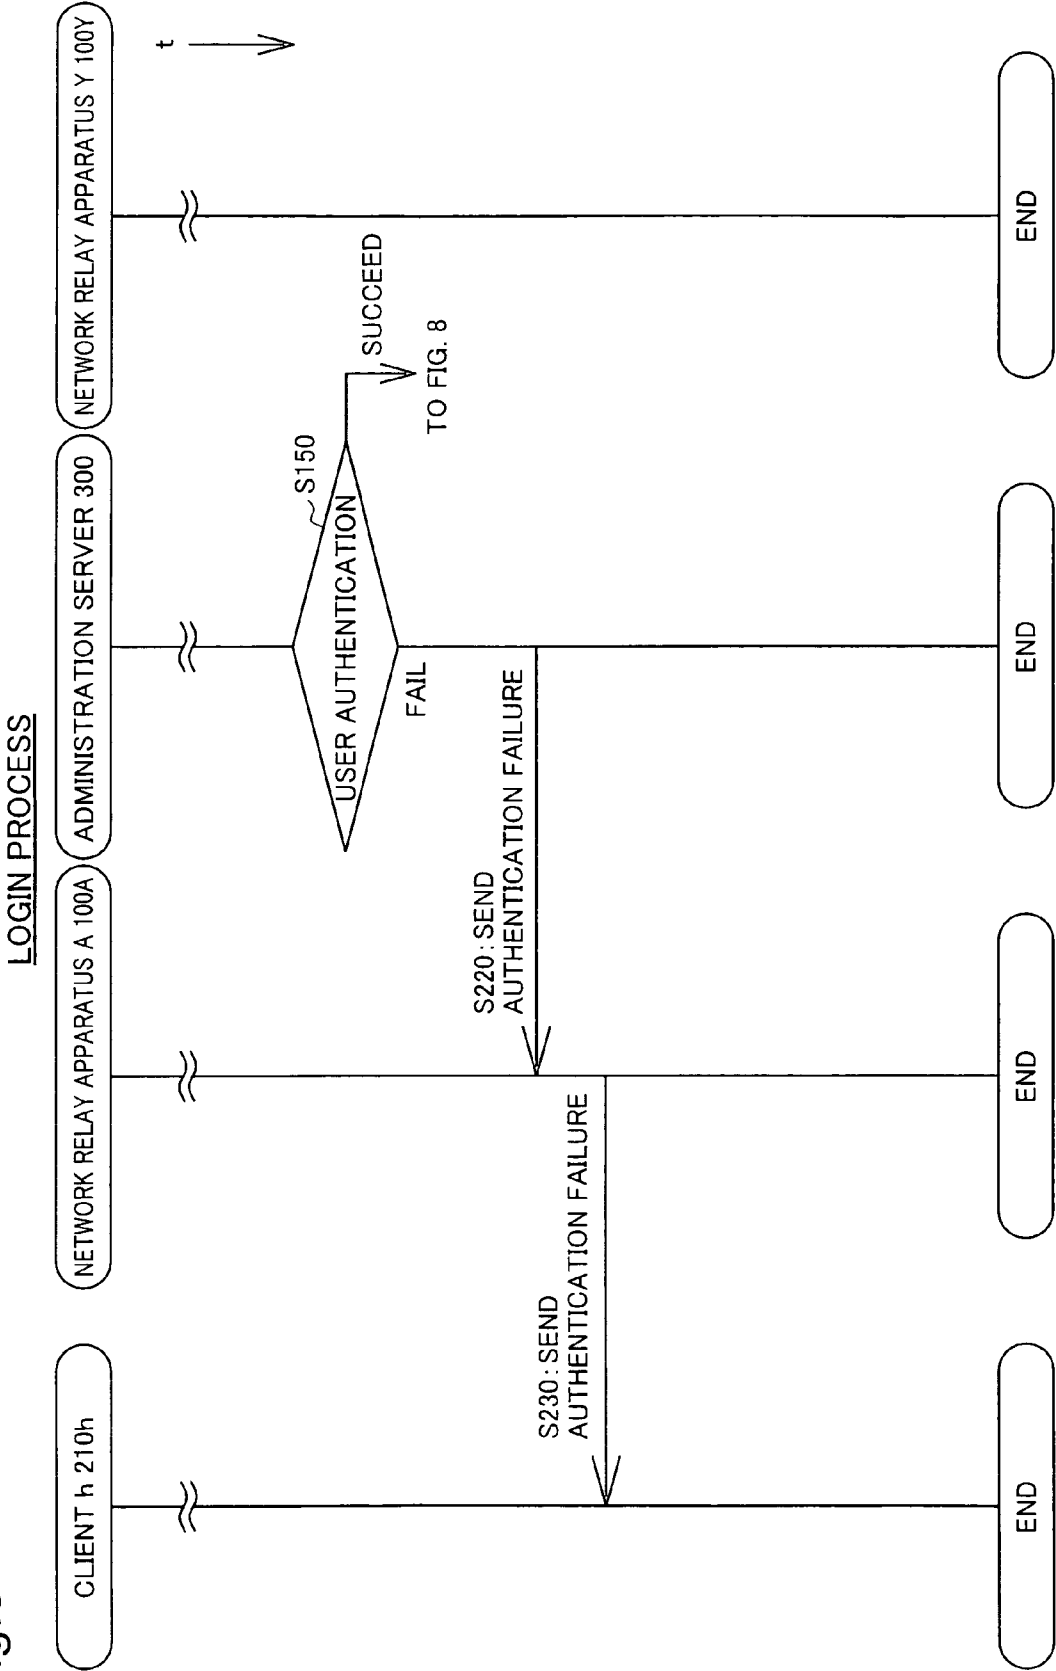 LOGIN PROCESS
CLIENT h 210h
NETWORK RELAY APPARATUS A 100A
ADMINISTRATION SERVER 300
NETWORK RELAY APPARATUS Y 100Y
t
S150
USER AUTHENTICATION
SUCCEED
TO FIG. 8
FAIL
S220:SEND
AUTHENTICATION FAILURE
S230:SEND
AUTHENTICATION FAILURE
END
END
END
END